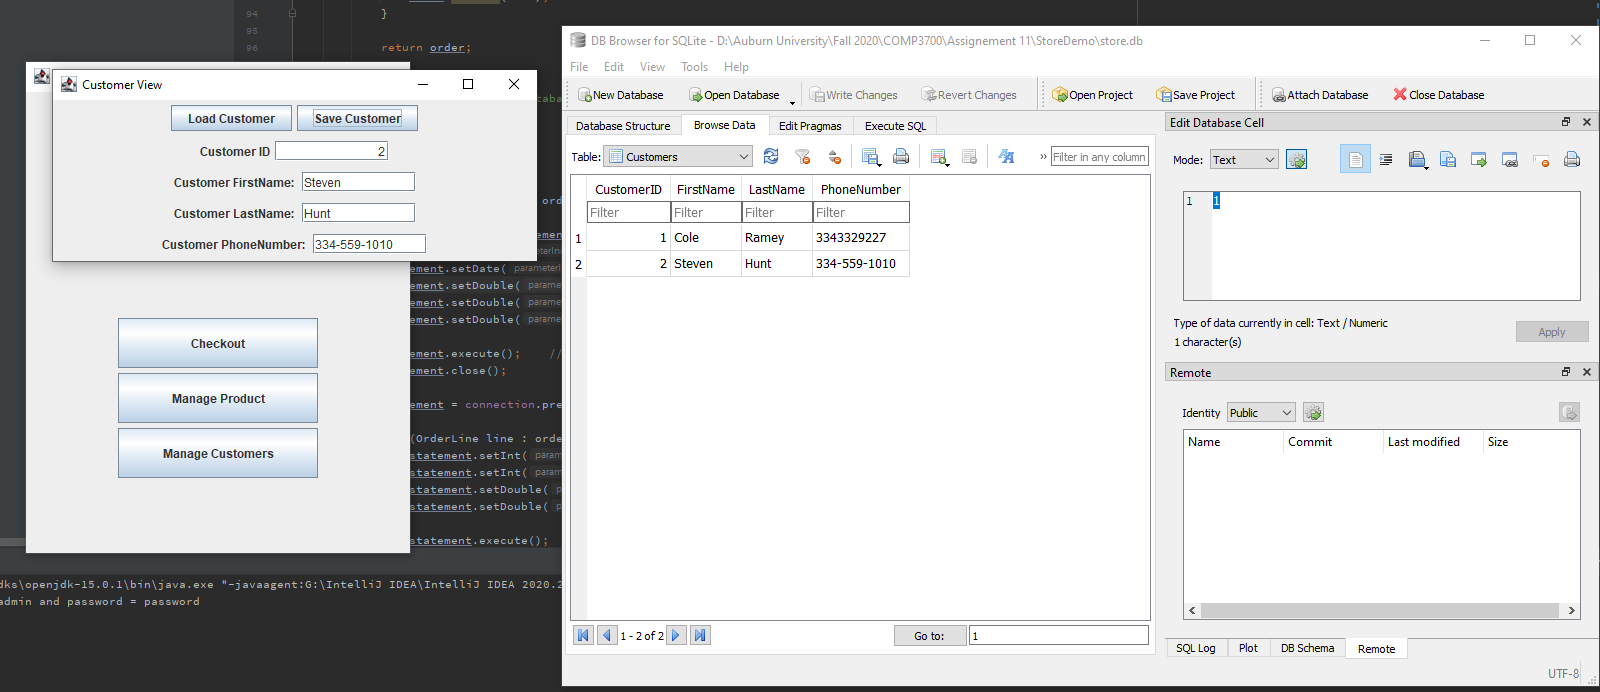 94 }
95
96 return order;
Customer View
Load Customer Save Customer
Customer ID 2
Customer FirstName: Steven
Customer LastName: Hunt
Customer PhoneNumber: 334-559-1010
Checkout
Manage Product
Manage Customers
ement.setDate(
ement.setDouble(
ement.setDouble(
ement.setDouble(
ement.execute(); //
ement.close();
ement = connection.pre
(OrderLine line : orde
statement.setInt(
statement.setInt(
statement.setDouble(
statement.setDouble(
statement.execute();
dks\openjdk-15.0.1\bin\java.exe "-javaagent:G:\IntelliJ IDEA\IntelliJ IDEA 2020.2
admin and password = password
DB Browser for SQLite - D:\Auburn University\Fall 2020\COMP3700\Assignement 11\StoreDemo\store.db
File Edit View Tools Help
New Database Open Database Write Changes Revert Changes Open Project Save Project Attach Database Close Database
Database Structure Browse Data Edit Pragmas Execute SQL
Table: Customers » Filter in any column
CustomerID FirstName LastName PhoneNumber
Filter Filter Filter Filter
1 1 Cole Ramey 3343329227
2 2 Steven Hunt 334-559-1010
1 - 2 of 2 Go to: 1
Edit Database Cell
Mode: Text
1 1
Type of data currently in cell: Text / Numeric
1 character(s)
Apply
Remote
Identity Public
Name Commit Last modified Size
SQL Log Plot DB Schema Remote
UTF-8